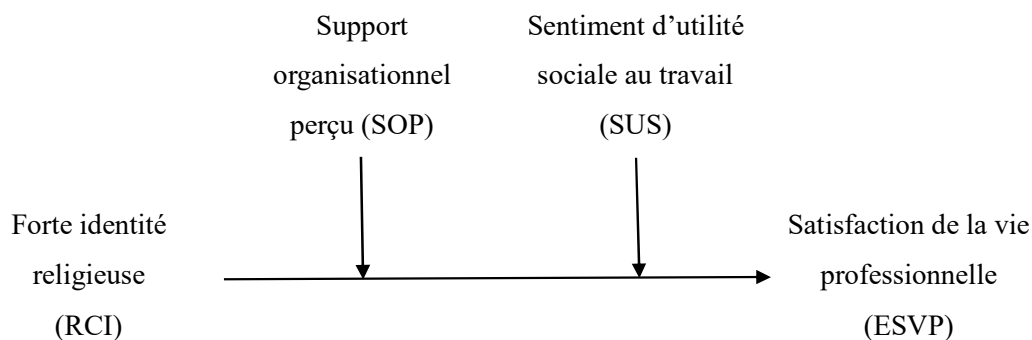 Support
organisationnel
perçu (SOP)
Sentiment d’utilité
sociale au travail
(SUS)
Forte identité
religieuse
(RCI)
Satisfaction de la vie
professionnelle
(ESVP)